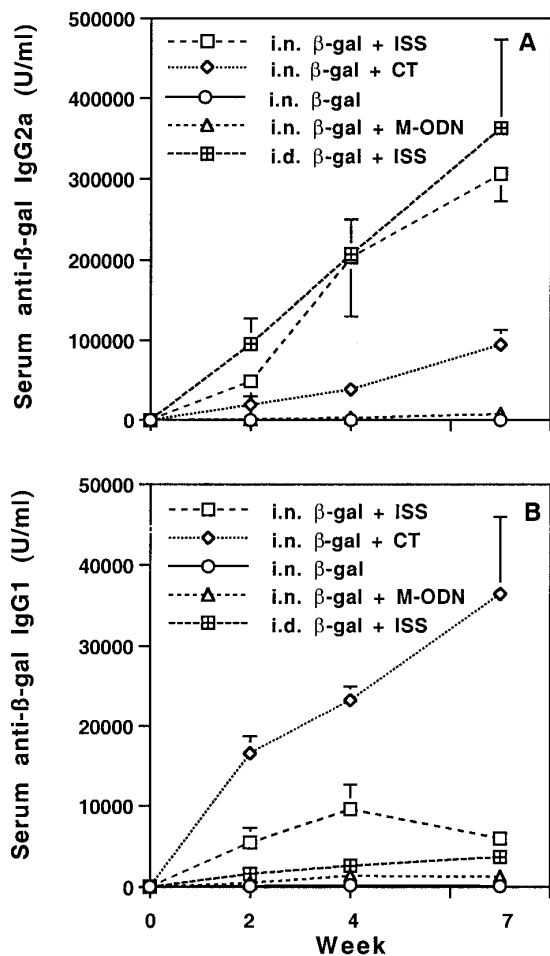 A
Serum anti-ß-gal IgG2a (U/ml)
500000
400000
300000
200000
100000
0
i.n. β-gal + ISS
i.n. β-gal + CT
i.n. β-gal
i.n. β-gal + M-ODN
i.d. β-gal + ISS
B
Serum anti-ß-gal IgG1 (U/ml)
50000
40000
30000
20000
10000
0
i.n. β-gal + ISS
i.n. β-gal + CT
i.n. β-gal
i.n. β-gal + M-ODN
i.d. β-gal + ISS
0 2 4 7
Week